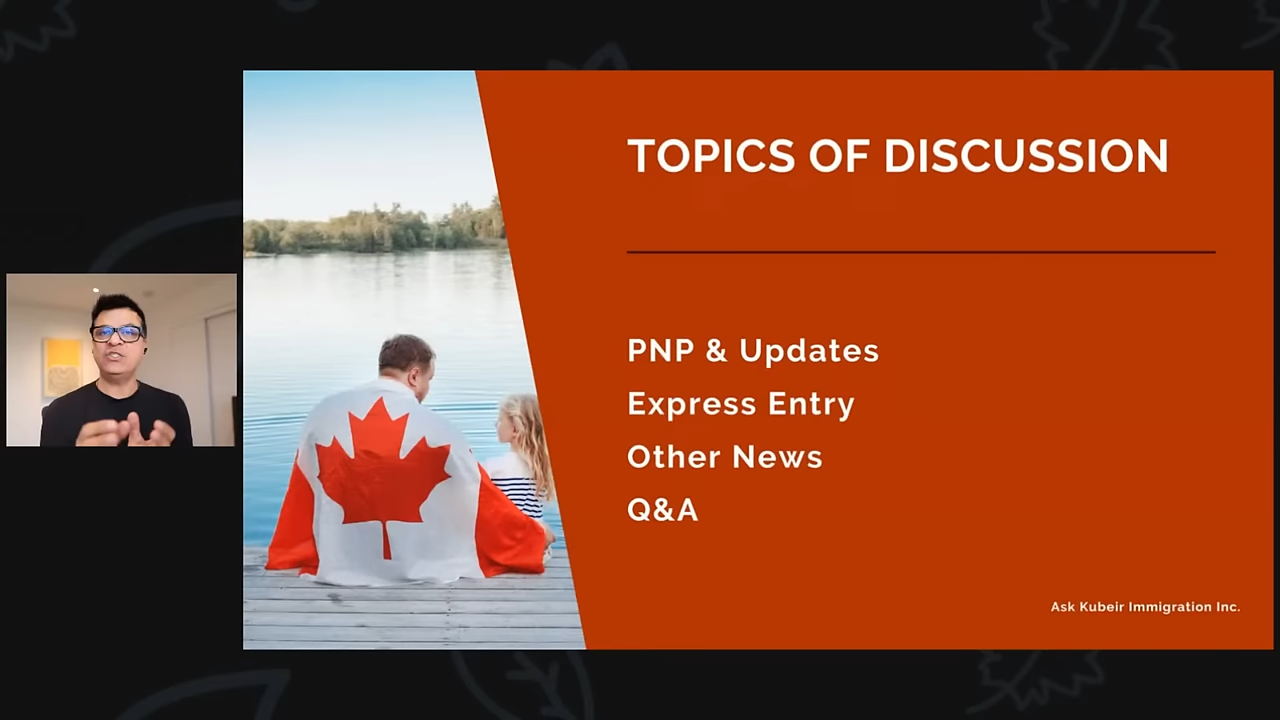 TOPICS OF DISCUSSION
PNP & Updates
Express Entry
Other News
Q&A
Ask Kubeir Immigration Inc.